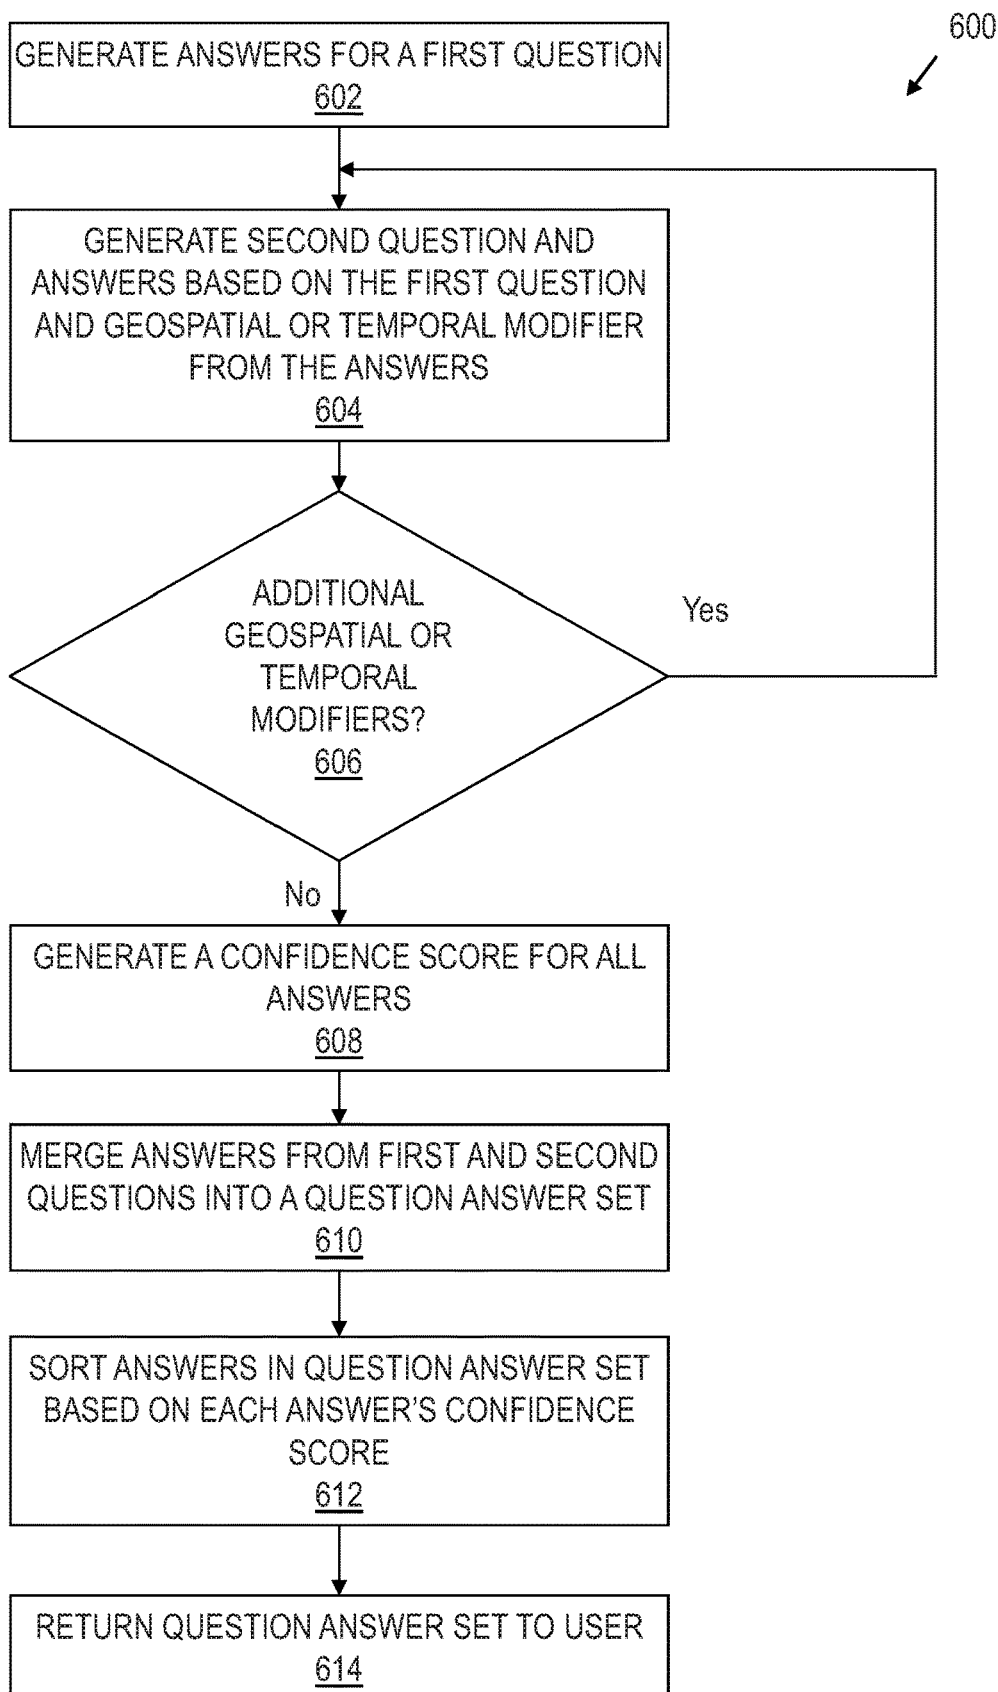 600
GENERATE ANSWERS FOR A FIRST QUESTION
602
GENERATE SECOND QUESTION AND
ANSWERS BASED ON THE FIRST QUESTION
AND GEOSPATIAL OR TEMPORAL MODIFIER
FROM THE ANSWERS
604
ADDITIONAL
GEOSPATIAL OR
TEMPORAL
MODIFIERS?
606
Yes
No
GENERATE A CONFIDENCE SCORE FOR ALL
ANSWERS
608
MERGE ANSWERS FROM FIRST AND SECOND
QUESTIONS INTO A QUESTION ANSWER SET
610
SORT ANSWERS IN QUESTION ANSWER SET
BASED ON EACH ANSWER'S CONFIDENCE
SCORE
612
RETURN QUESTION ANSWER SET TO USER
614